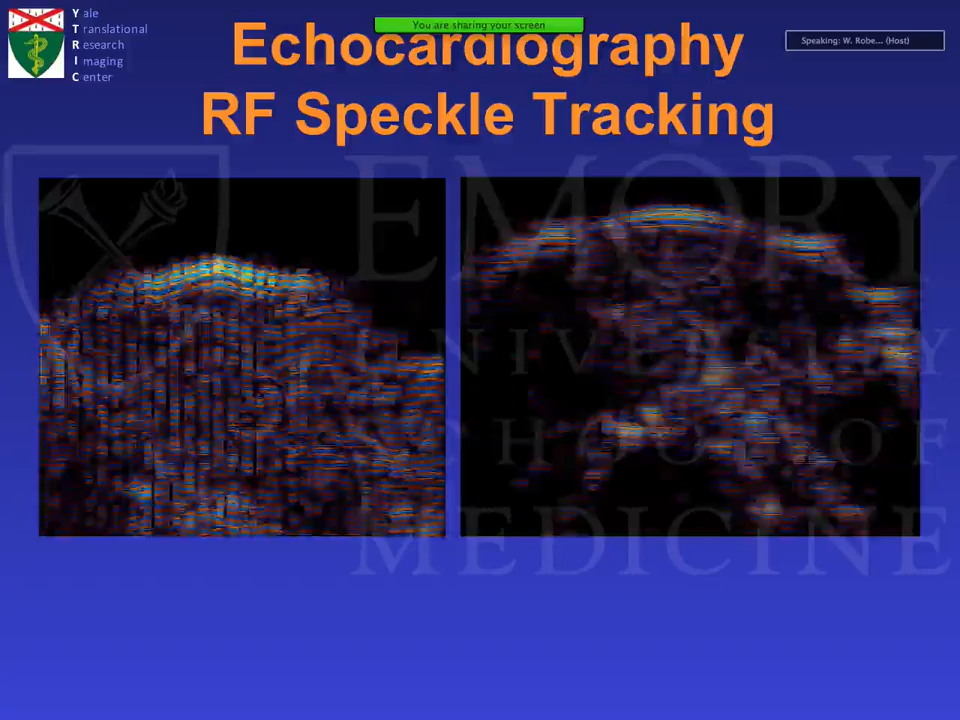 Y ale
T ranslational
R esearch
I maging
C enter
You are sharing your screen
Speaking: W. Robe... (Host)
Echocardiography
RF Speckle Tracking
EMORY
UNIVERSITY
SCHOOL OF
MEDICINE